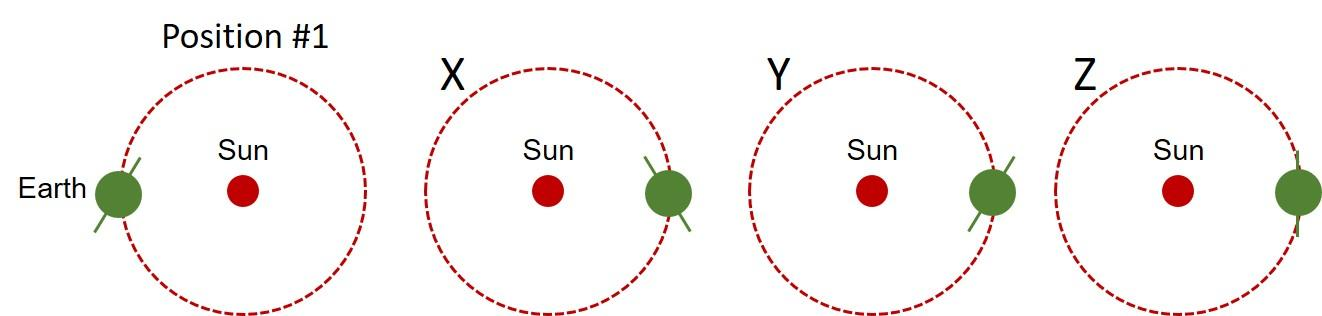 Position #1
X
Y
Z
Sun
Sun
Sun
Sun
Earth